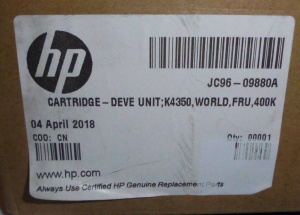 hp
JC96-09880A
CARTRIDGE-DEVE UNIT;K4350,WORLD,FRU,400K
04 April 2018
COO: CN
Qty: 00001
www.hp.com
Always Use Certified HP Genuine Replacement Parts